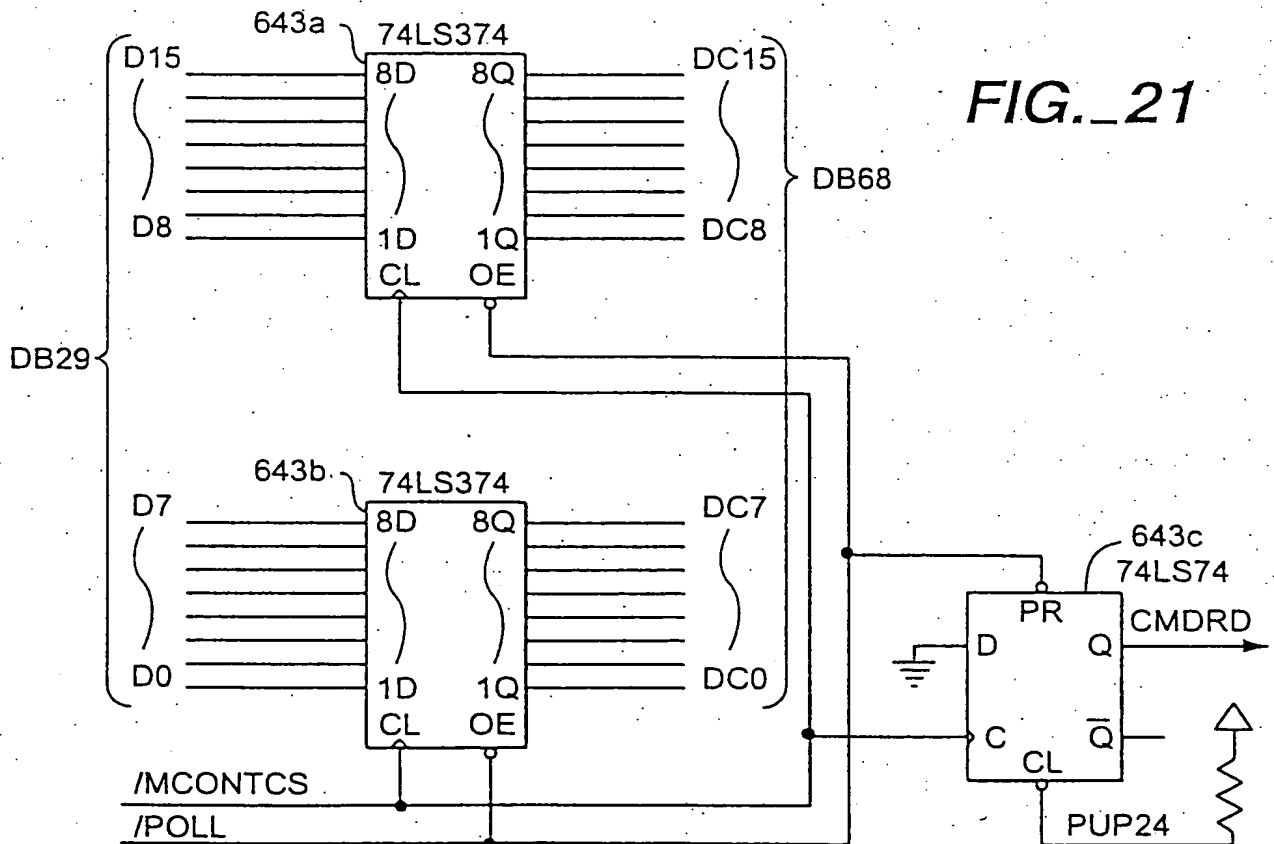 643a
74LS374
D15
8D 8Q
DC15
FIG._21
DB68
D8
1D 1Q
DC8
CL OE
DB29
643b
74LS374
D7
8D 8Q
DC7
643c
74LS74
PR
CMDRD
D Q
D0
1D 1Q
DC0
CL OE
C Q
CL
/MCONTCS
/POLL
PUP24